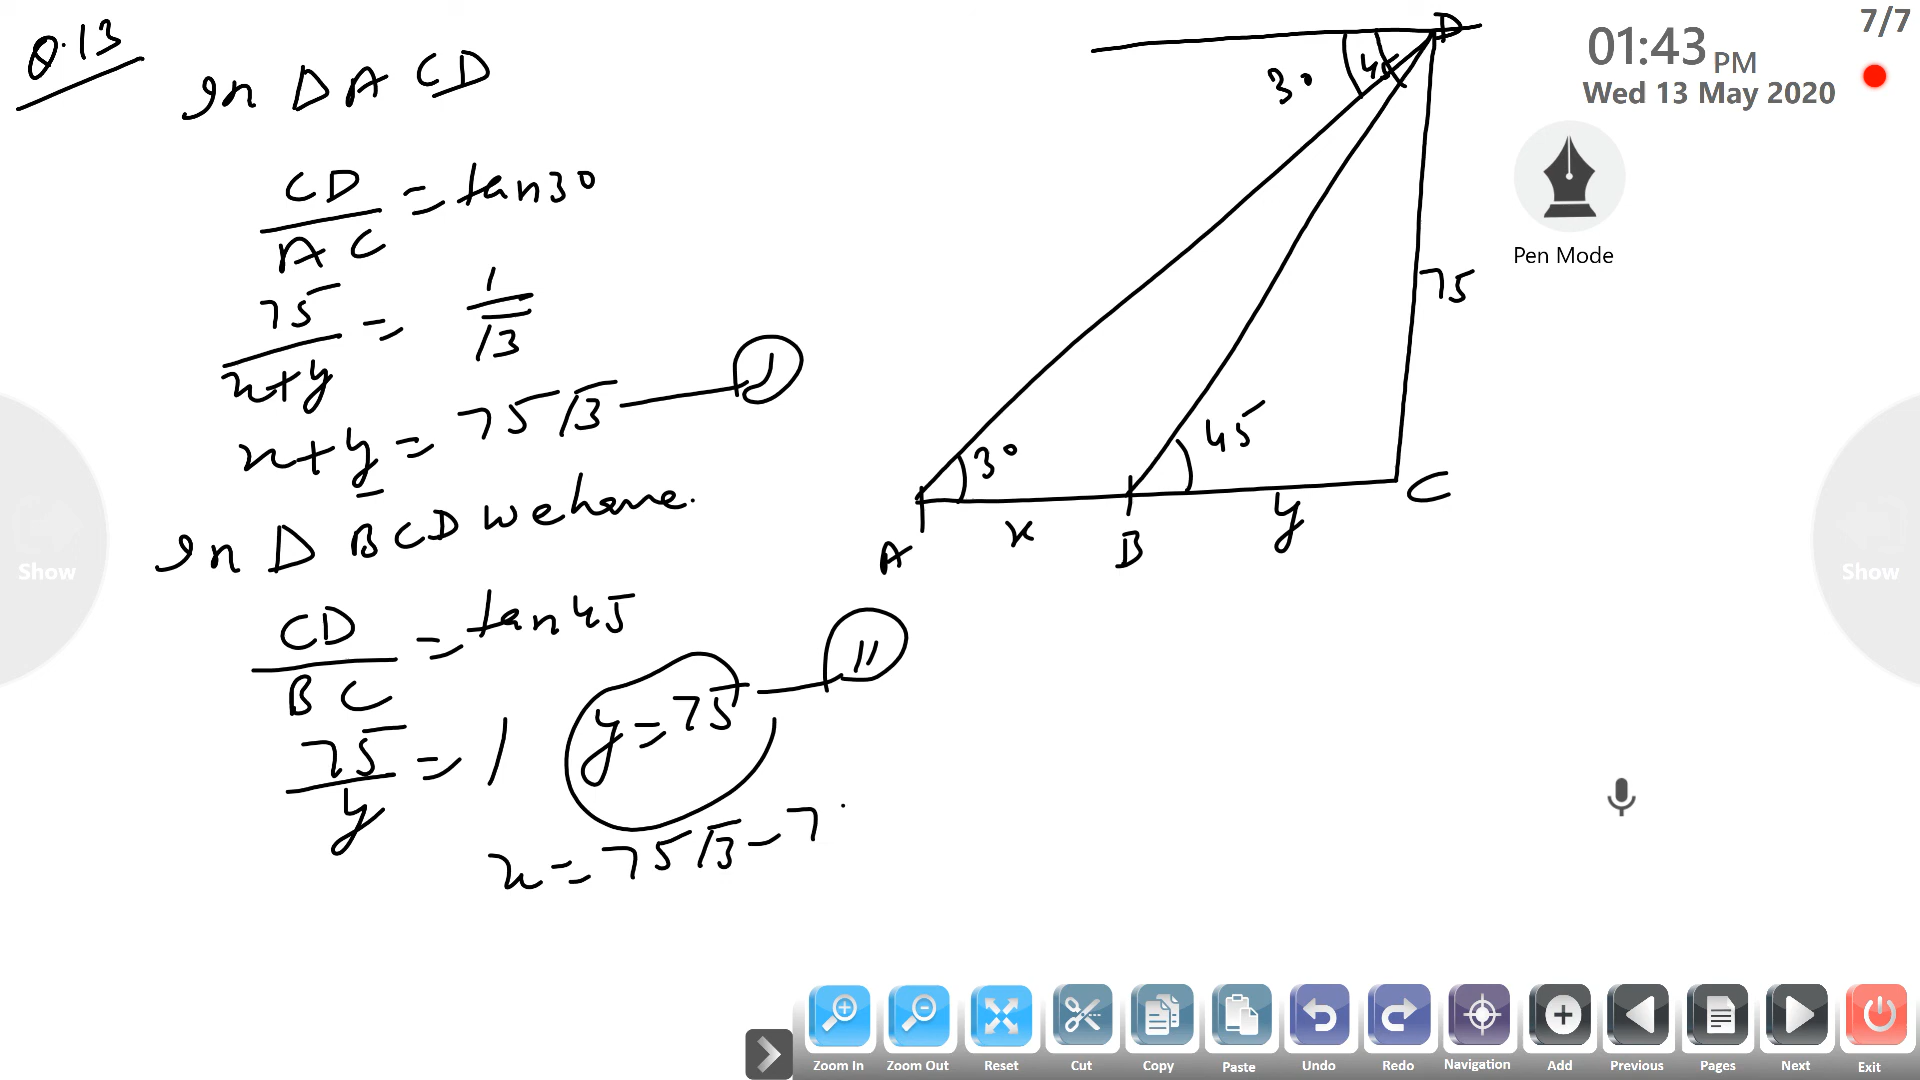 Q.13
In Δ A CD
CD/AC = tan30
75/x+y = 1/√3
x+y = 75√3 — I
In Δ BCD we have.
CD/BC = tan45
75/y = 1
y=75 — II
x = 75√3 - 7
D
30
45
75
30
45
A
x
B
y
C
7/7
01:43 PM
Wed 13 May 2020
Pen Mode
Show
Show
Zoom In Zoom Out Reset Cut Copy Paste Undo Redo Navigation Add Previous Pages Next Exit